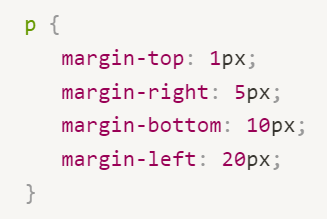 p {
margin-top: 1px;
margin-right: 5px;
margin-bottom: 10px;
margin-left: 20px;
}